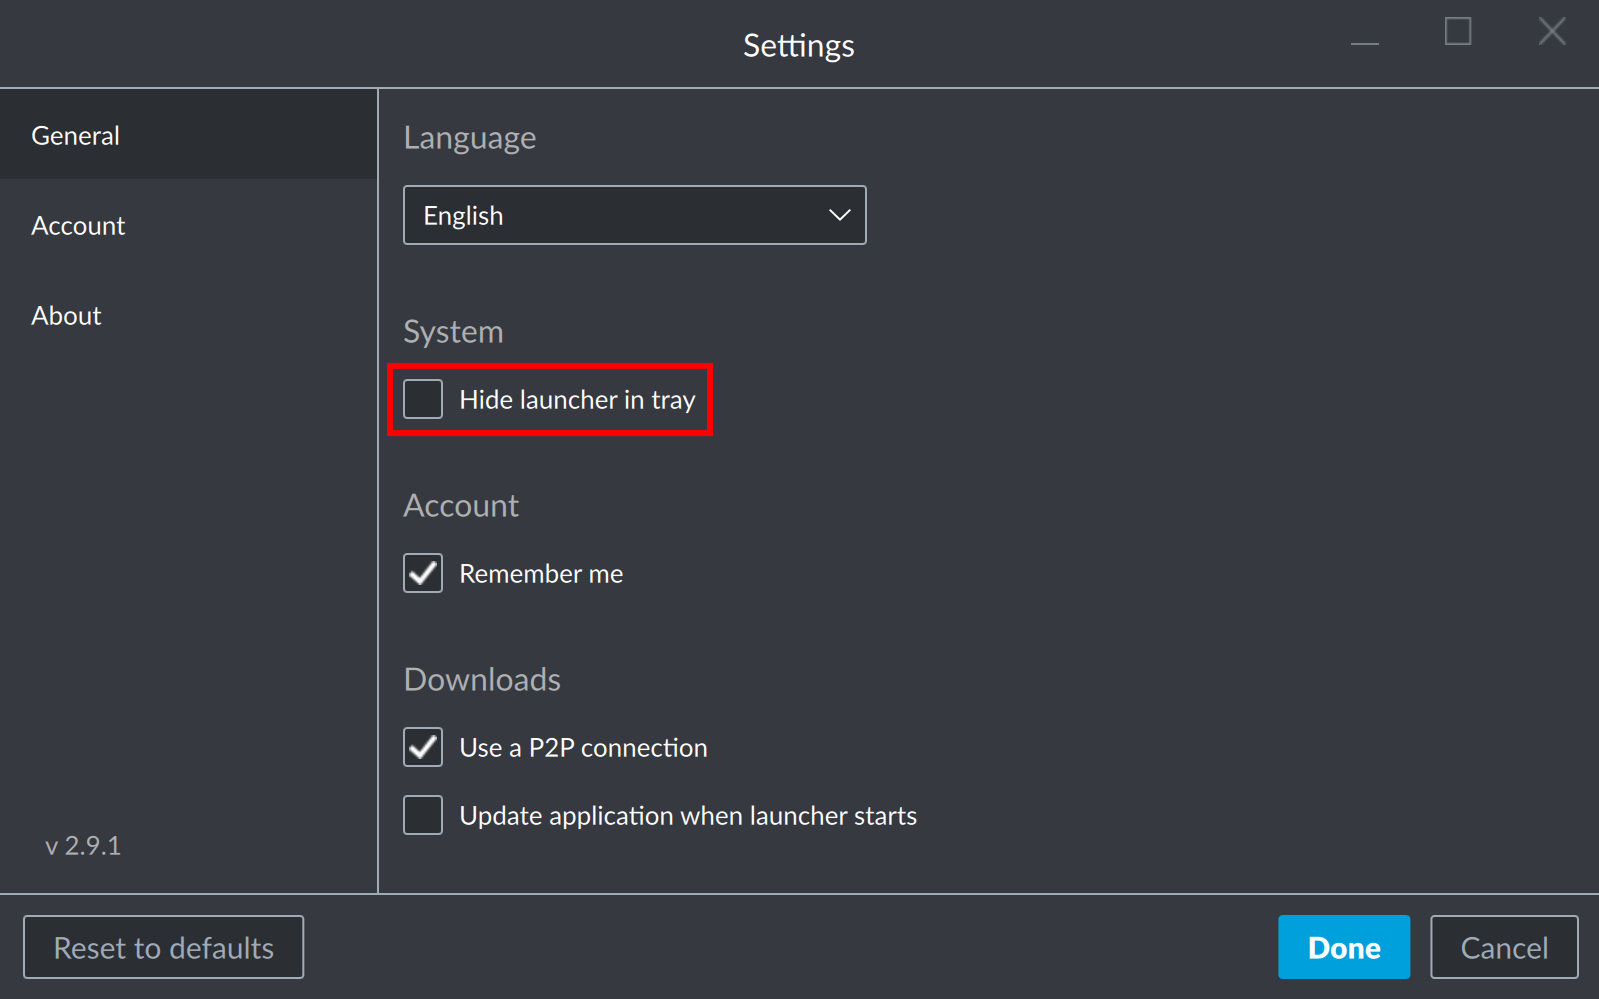 Settings
General
Account
About
v 2.9.1
Language
English
System
Hide launcher in tray
Account
Remember me
Downloads
Use a P2P connection
Update application when launcher starts
Reset to defaults
Done
Cancel